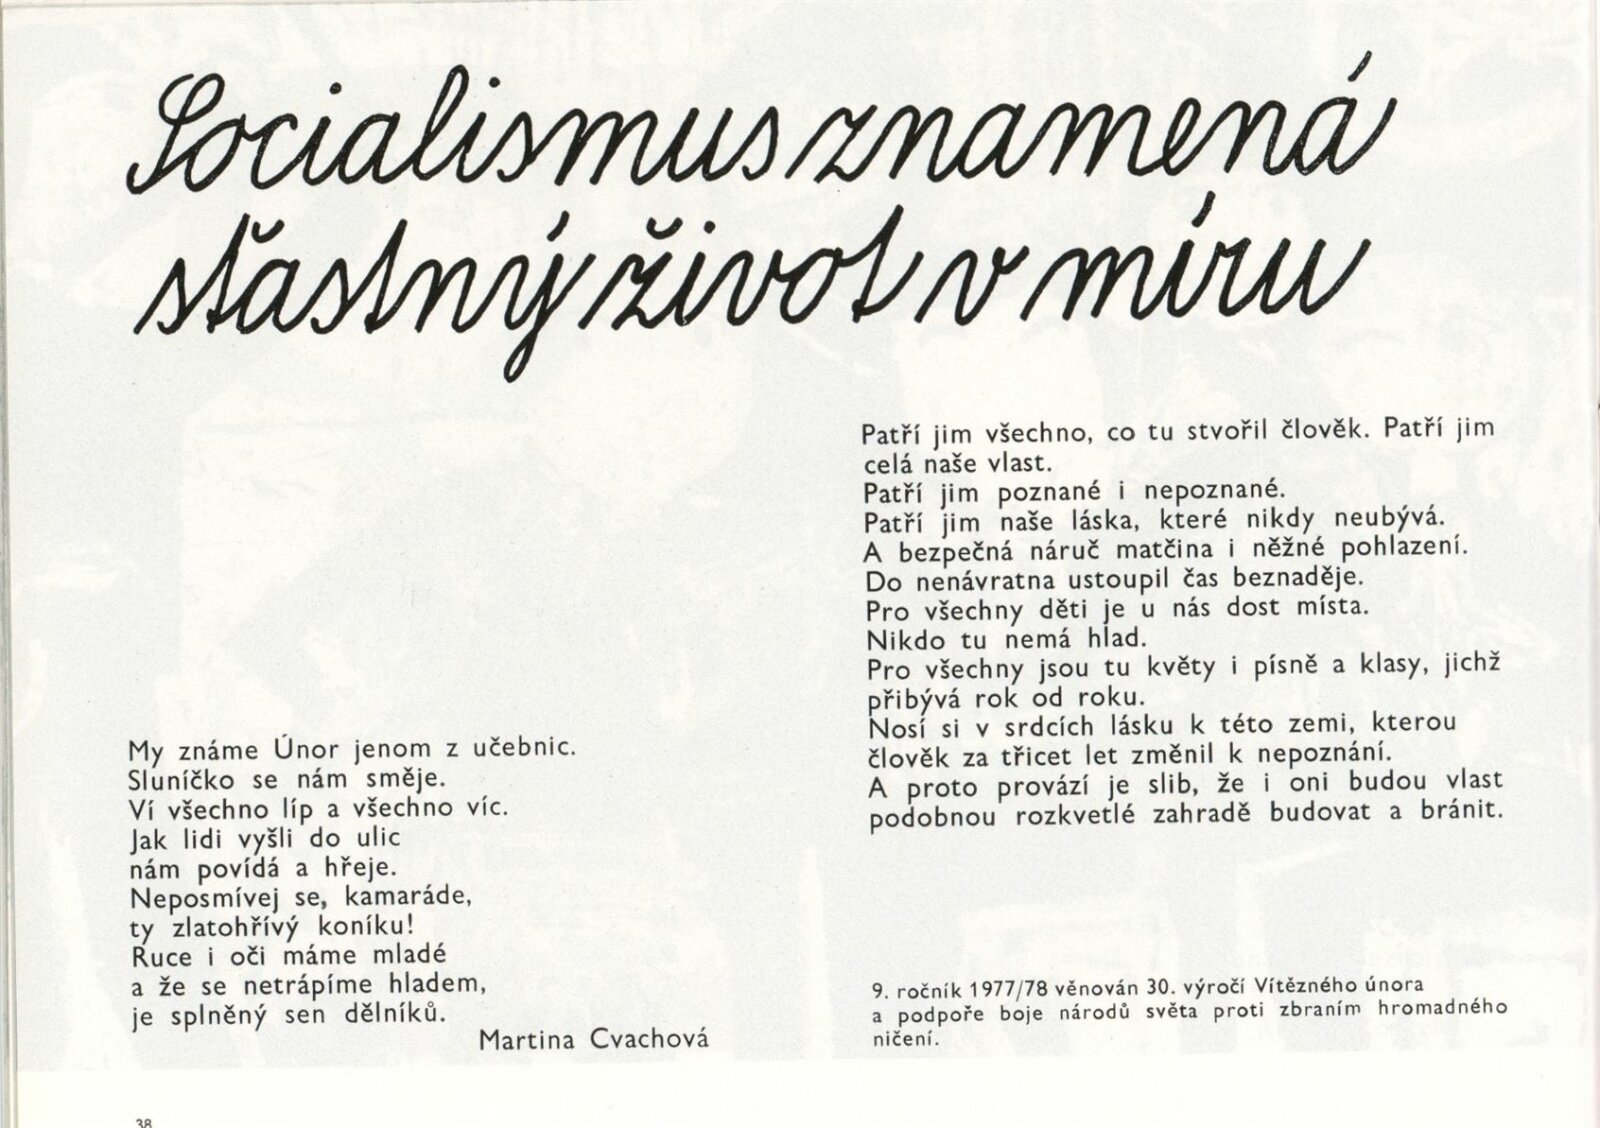 Socialismus znamená
šťastný život v míru
My známe Únor jenom z učebnic.
Sluníčko se nám směje.
Ví všechno líp a všechno víc.
Jak lidi vyšli do ulic
nám povídá a hřeje.
Neposmívej se, kamaráde,
ty zlatohřívý koníku!
Ruce i oči máme mladé
a že se netrápíme hladem,
je splněný sen dělníků.
Martina Cvachová
Patří jim všechno, co tu stvořil člověk. Patří jim
celá naše vlast.
Patří jim poznané i nepoznané.
Patří jim naše láska, které nikdy neubývá.
A bezpečná náruč matčina i něžné pohlazení.
Do nenávratna ustoupil čas beznaděje.
Pro všechny děti je u nás dost místa.
Nikdo tu nemá hlad.
Pro všechny jsou tu květy i písně a klasy, jichž
přibývá rok od roku.
Nosí si v srdcích lásku k této zemi, kterou
člověk za třicet let změnil k nepoznání.
A proto provází je slib, že i oni budou vlast
podobnou rozkvetlé zahradě budovat a bránit.
9. ročník 1977/78 věnován 30. výročí Vítězného února
a podpoře boje národů světa proti zbraním hromadného
ničení.
38